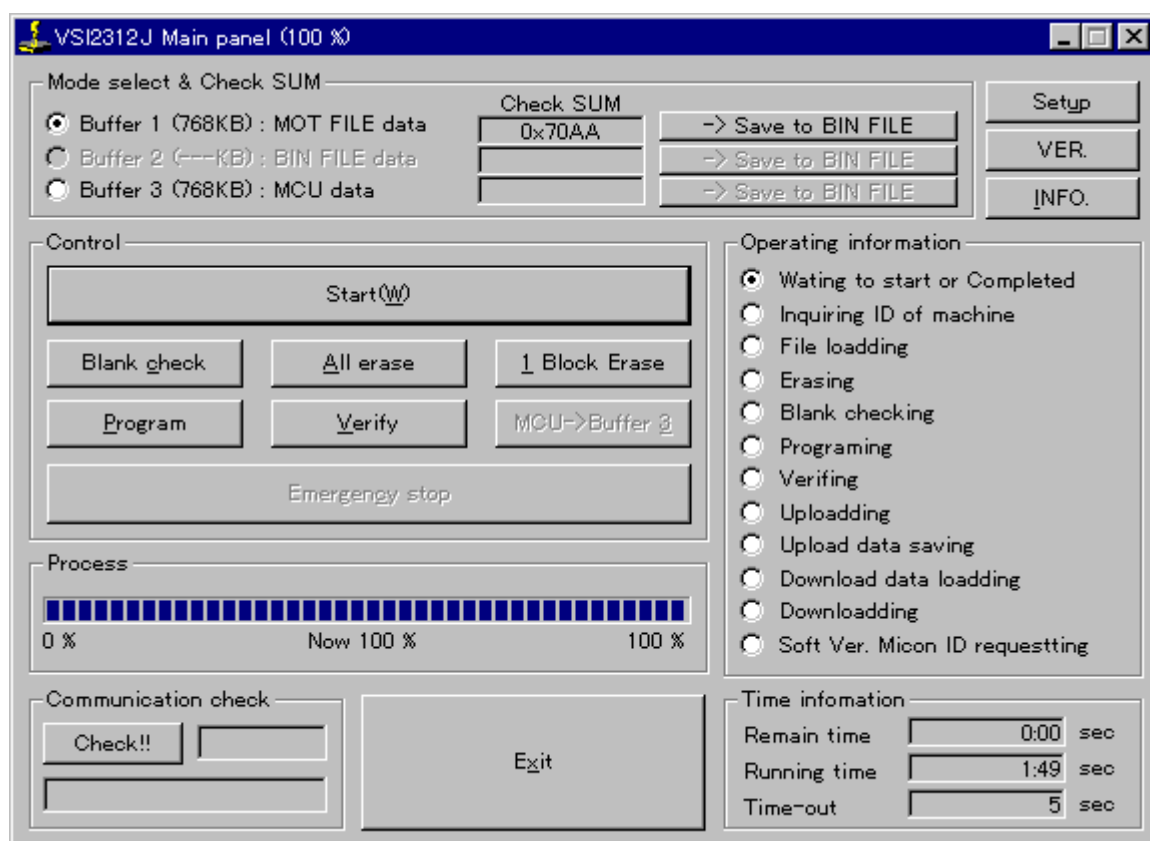 VSI2312J Main panel (100 %)
Mode select & Check SUM
Check SUM
Buffer 1 (768KB) : MOT FILE data
0x70AA
-> Save to BIN FILE
Buffer 2 (---KB) : BIN FILE data
-> Save to BIN FILE
Buffer 3 (768KB) : MCU data
-> Save to BIN FILE
Setup
VER.
INFO.
Control
Start(W)
Blank check
All erase
1 Block Erase
Program
Verify
MCU->Buffer 3
Emergency stop
Operating information
Wating to start or Completed
Inquiring ID of machine
File loadding
Erasing
Blank checking
Programing
Verifing
Uploadding
Upload data saving
Download data loadding
Downloadding
Soft Ver. Micon ID requestting
Process
0 % Now 100 % 100 %
Communication check
Check!!
Exit
Time infomation
Remain time 0:00 sec
Running time 1:49 sec
Time-out 5 sec